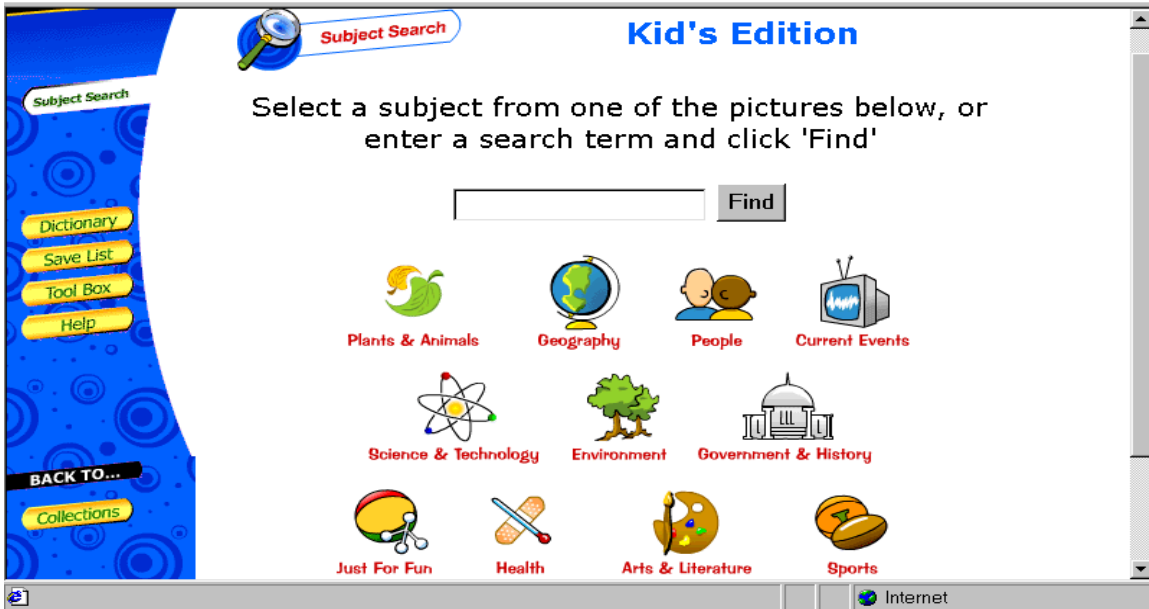 Subject Search
Kid's Edition
Subject Search
Select a subject from one of the pictures below, or
enter a search term and click 'Find'
Find
Dictionary
Save List
Tool Box
Help
Plants & Animals
Geography
People
Current Events
Science & Technology
Environment
Government & History
BACK TO...
Collections
Just For Fun
Health
Arts & Literature
Sports
Internet